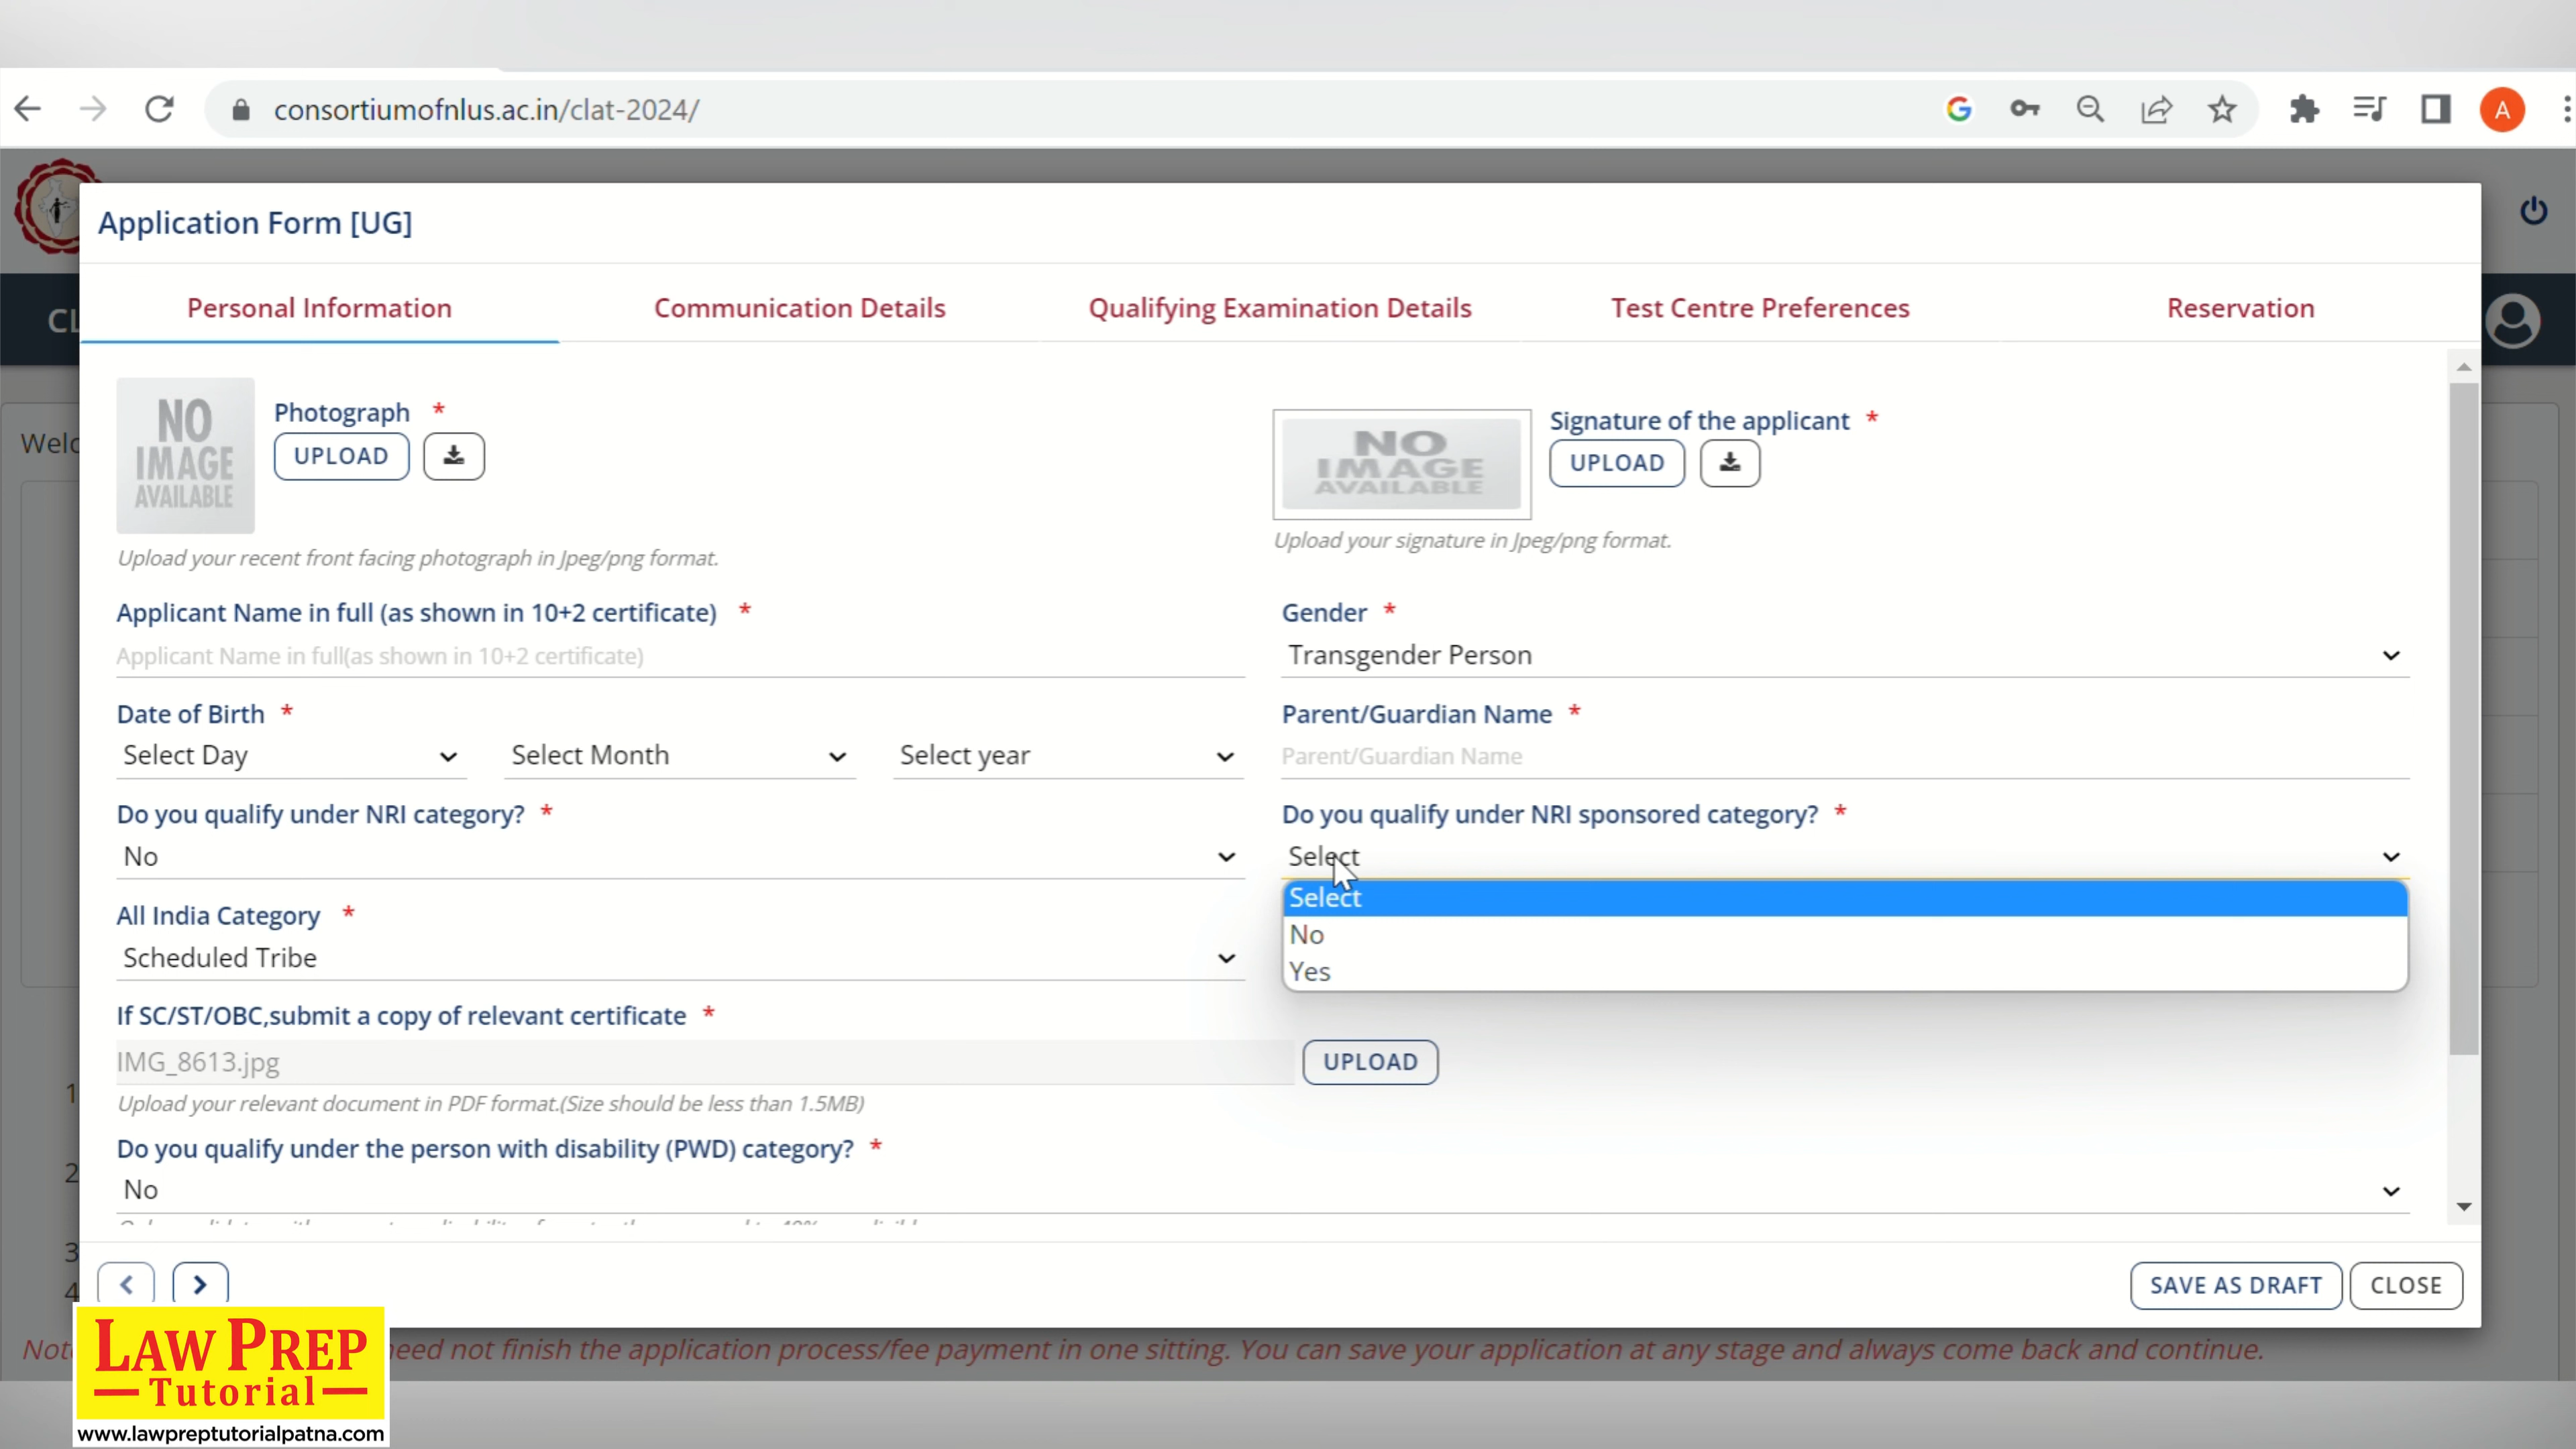 consortiumofnlus.ac.in/clat-2024/
A
Application Form [UG]
CL
Personal Information
Communication Details
Qualifying Examination Details
Test Centre Preferences
Reservation
Welc
NO IMAGE AVAILABLE
Photograph *
UPLOAD
NO IMAGE AVAILABLE
Signature of the applicant *
UPLOAD
Upload your recent front facing photograph in Jpeg/png format.
Upload your signature in Jpeg/png format.
Applicant Name in full (as shown in 10+2 certificate) *
Applicant Name in full(as shown in 10+2 certificate)
Gender *
Transgender Person
Date of Birth *
Select Day
Select Month
Select year
Parent/Guardian Name *
Parent/Guardian Name
Do you qualify under NRI category? *
No
Do you qualify under NRI sponsored category? *
Select
Select
No
Yes
All India Category *
Scheduled Tribe
If SC/ST/OBC,submit a copy of relevant certificate *
IMG_8613.jpg
UPLOAD
Upload your relevant document in PDF format.(Size should be less than 1.5MB)
Do you qualify under the person with disability (PWD) category? *
No
1
2
3
4
SAVE AS DRAFT
CLOSE
Not
need not finish the application process/fee payment in one sitting. You can save your application at any stage and always come back and continue.
LAW PREP
Tutorial
www.lawpreptutorialpatna.com